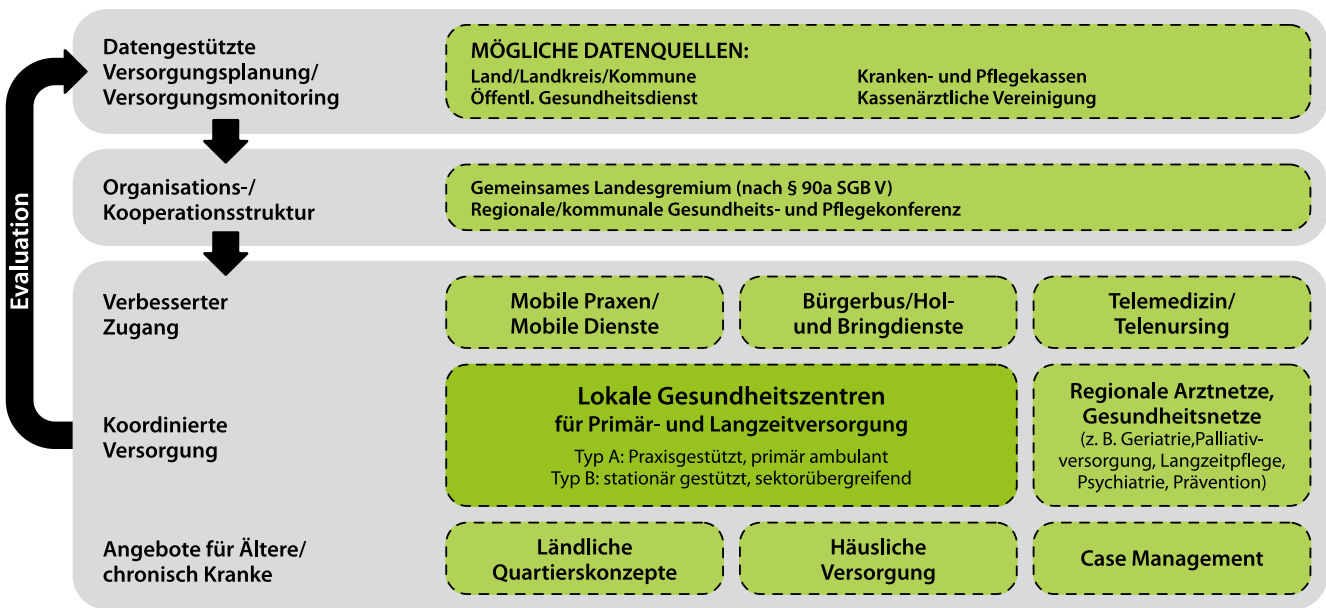 Evaluation
Datengestützte
Versorgungsplanung/
Versorgungsmonitoring
MÖGLICHE DATENQUELLEN:
Land/Landkreis/Kommune
Öffentl. Gesundheitsdienst
Kranken- und Pflegekassen
Kassenärztliche Vereinigung
Organisations-/
Kooperationsstruktur
Gemeinsames Landesgremium (nach § 90a SGB V)
Regionale/kommunale Gesundheits- und Pflegekonferenz
Verbesserter
Zugang
Mobile Praxen/
Mobile Dienste
Bürgerbus/Hol-
und Bringdienste
Telemedizin/
Telenursing
Koordinierte
Versorgung
Lokale Gesundheitszentren
für Primär- und Langzeitversorgung
Typ A: Praxisgestützt, primär ambulant
Typ B: stationär gestützt, sektorübergreifend
Regionale Arztnetze,
Gesundheitsnetze
(z. B. Geriatrie,Palliativ-
versorgung, Langzeitpflege,
Psychiatrie, Prävention)
Angebote für Ältere/
chronisch Kranke
Ländliche
Quartierskonzepte
Häusliche
Versorgung
Case Management